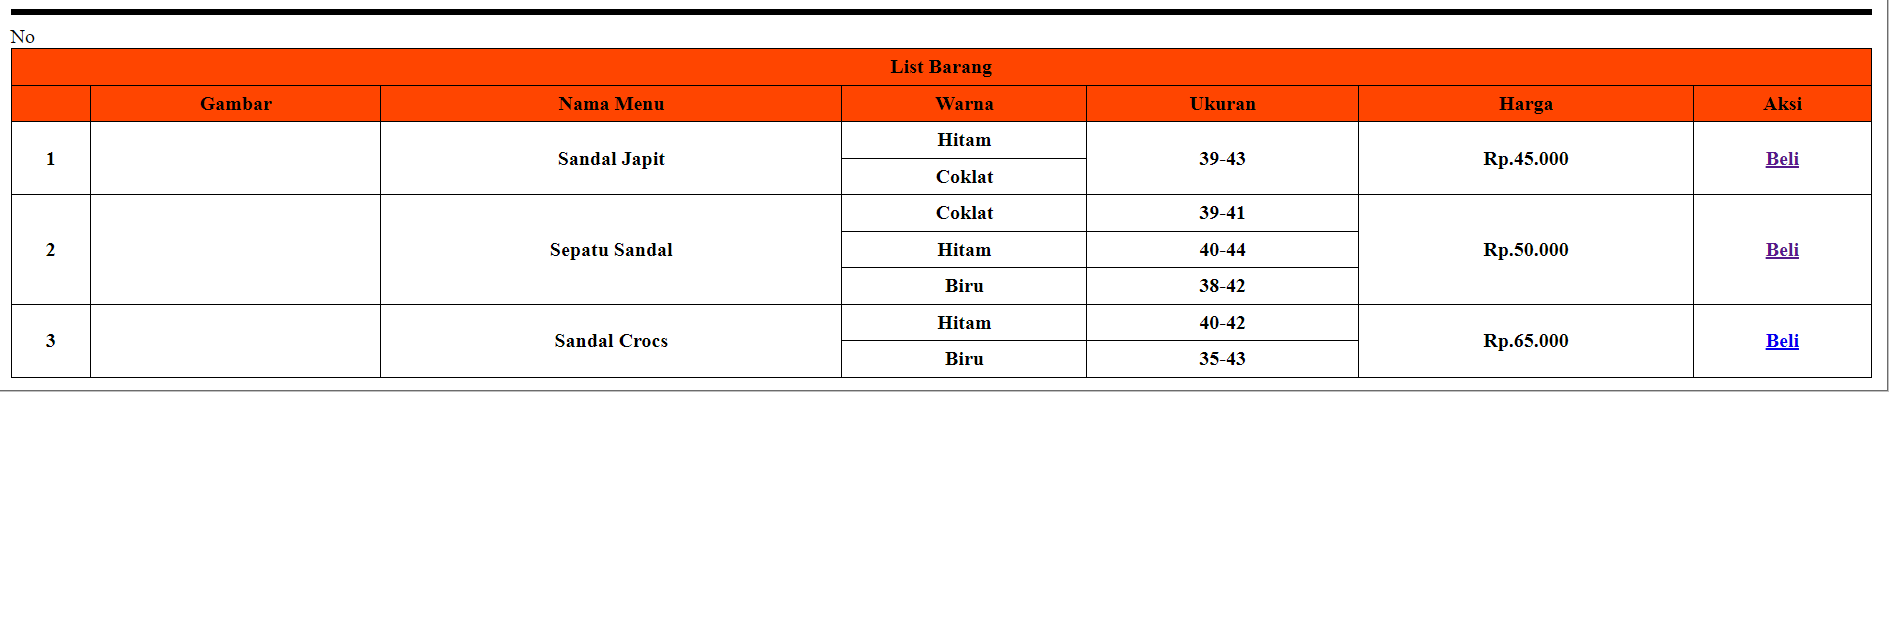 No
List Barang
Gambar Nama Menu Warna Ukuran Harga Aksi
1 Sandal Japit Hitam 39-43 Rp.45.000 Beli
Coklat
2 Sepatu Sandal Coklat 39-41 Rp.50.000 Beli
Hitam 40-44
Biru 38-42
3 Sandal Crocs Hitam 40-42 Rp.65.000 Beli
Biru 35-43